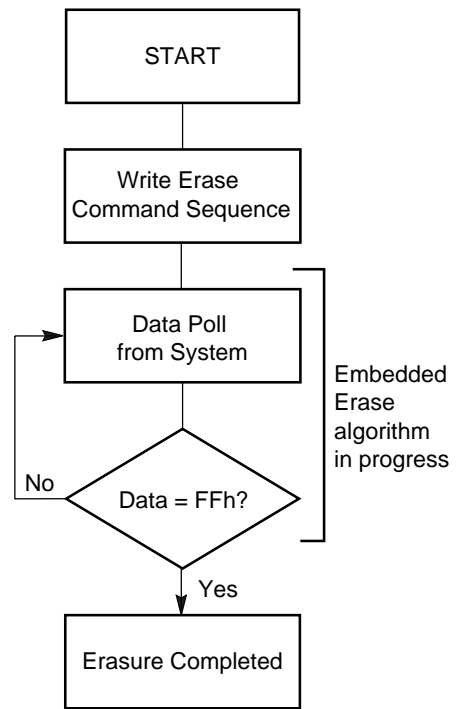 START
Write Erase
Command Sequence
Data Poll
from System
Embedded
Erase
algorithm
in progress
No
Data = FFh?
Yes
Erasure Completed